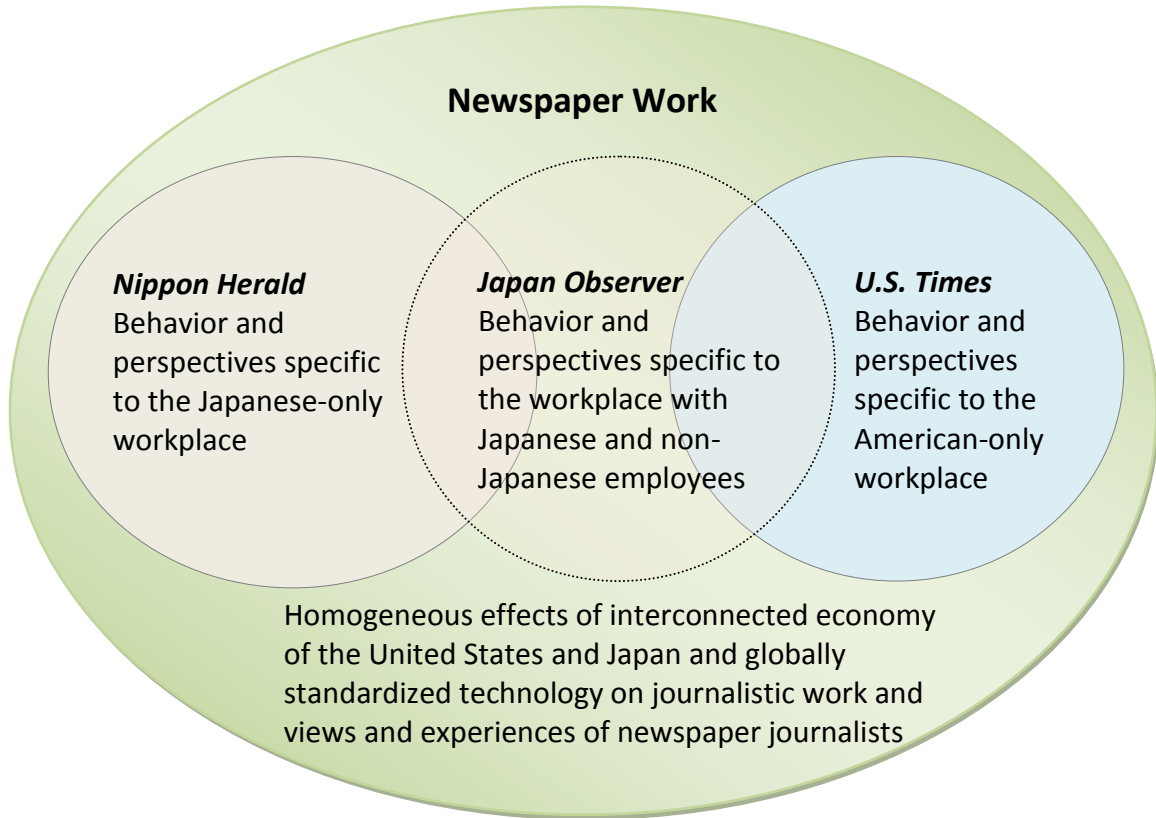 Newspaper Work
Nippon Herald
Behavior and
perspectives specific
to the Japanese-only
workplace
Japan Observer
Behavior and
perspectives specific to
the workplace with
Japanese and non-
Japanese employees
U.S. Times
Behavior and
perspectives
specific to the
American-only
workplace
Homogeneous effects of interconnected economy
of the United States and Japan and globally
standardized technology on journalistic work and
views and experiences of newspaper journalists